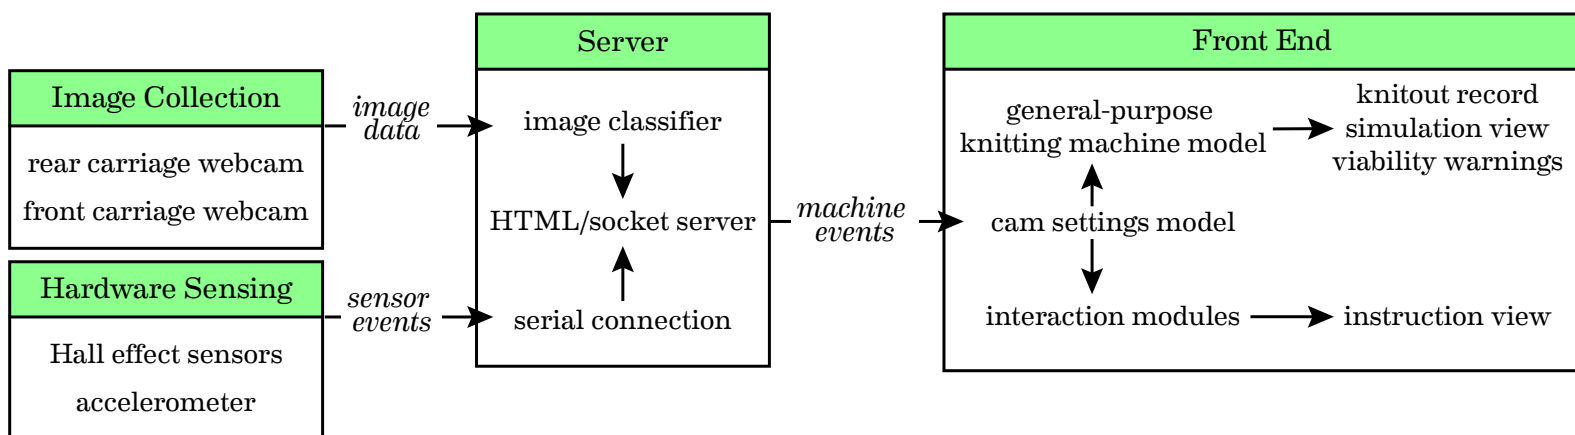 Image Collection
rear carriage webcam
front carriage webcam
Hardware Sensing
Hall effect sensors
accelerometer
image
data
sensor
events
Server
image classifier
HTML/socket server
serial connection
machine
events
Front End
general-purpose
knitting machine model
cam settings model
interaction modules
knitout record
simulation view
viability warnings
instruction view